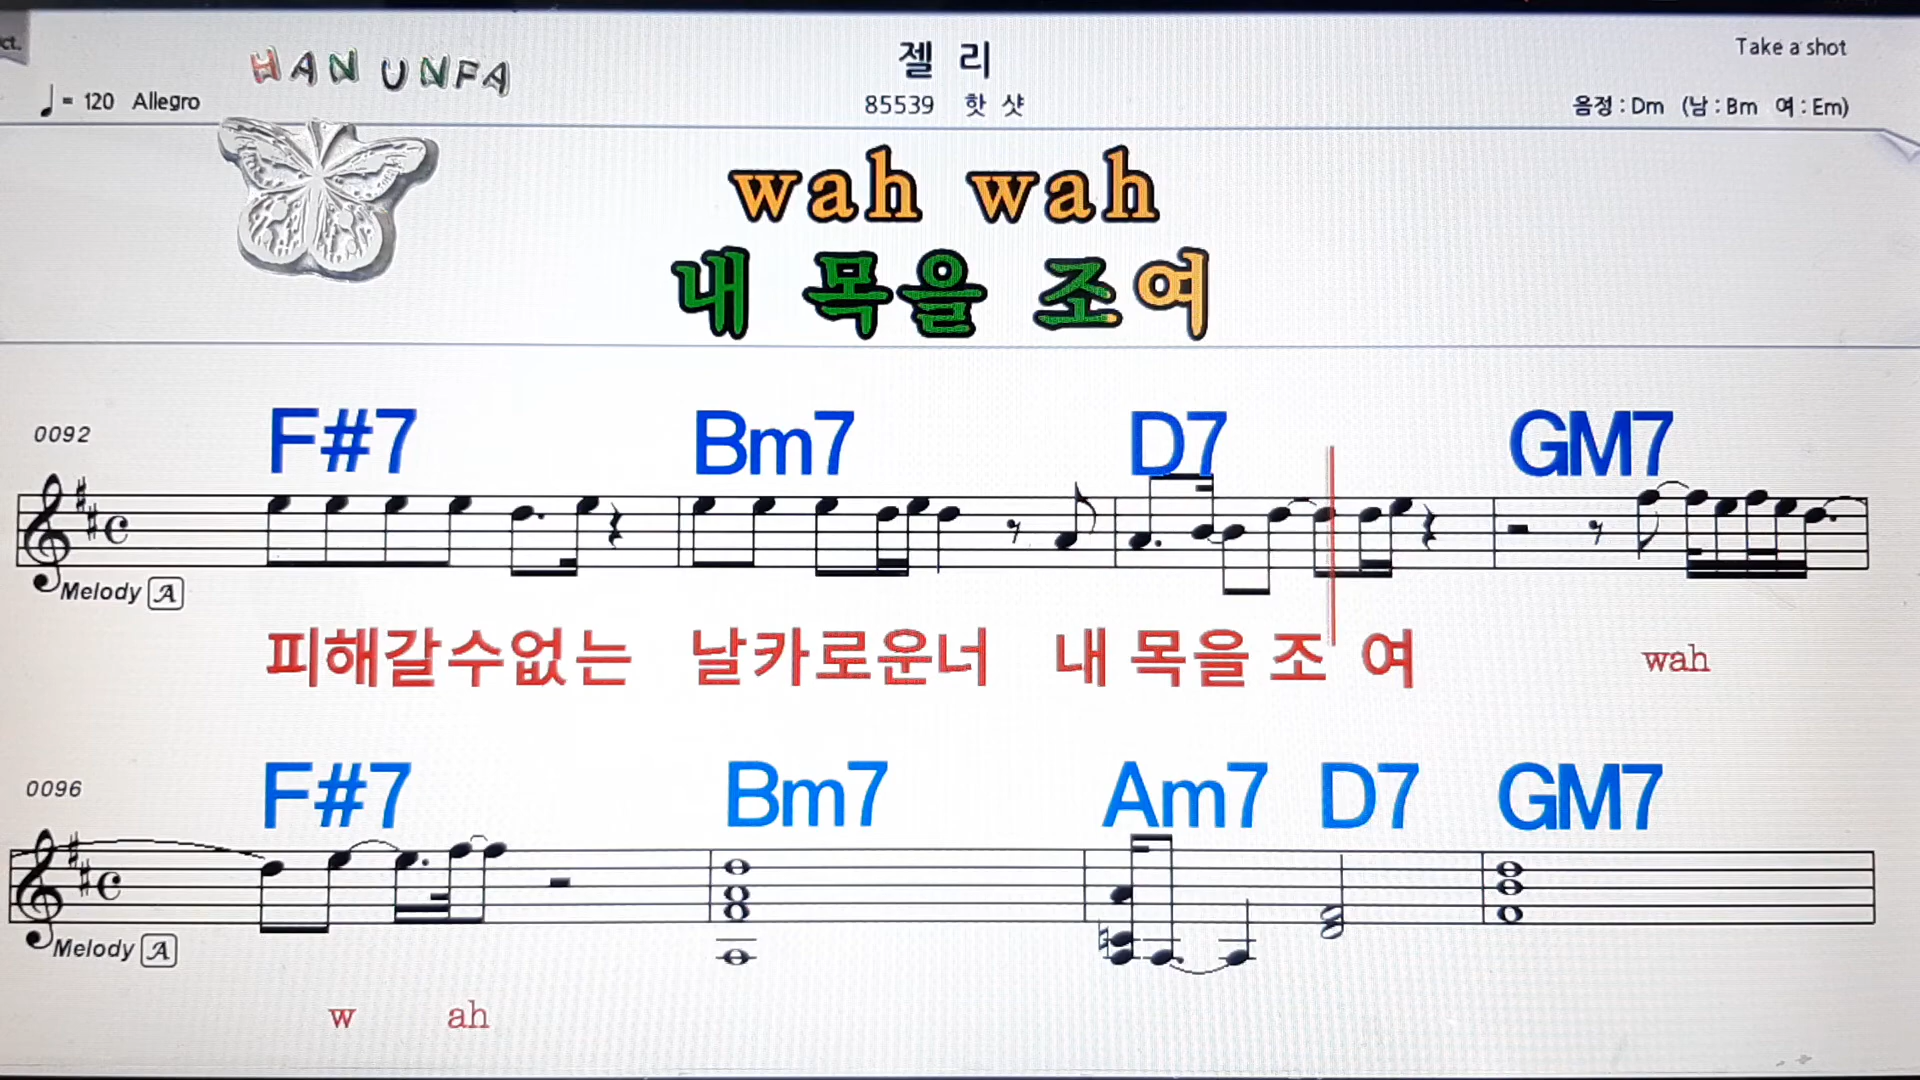 ct.
HAN UNFA
젤 리
Take a shot
♩= 120 Allegro
85539 핫 샷
음정 : Dm (남 : Bm 여 : Em)
wah wah
내 목을 조여
0092
F#7 Bm7 D7 GM7
Melody A
피해갈수없는 날카로운너 내 목을 조 여 wah
0096
F#7 Bm7 Am7 D7 GM7
Melody A
w ah